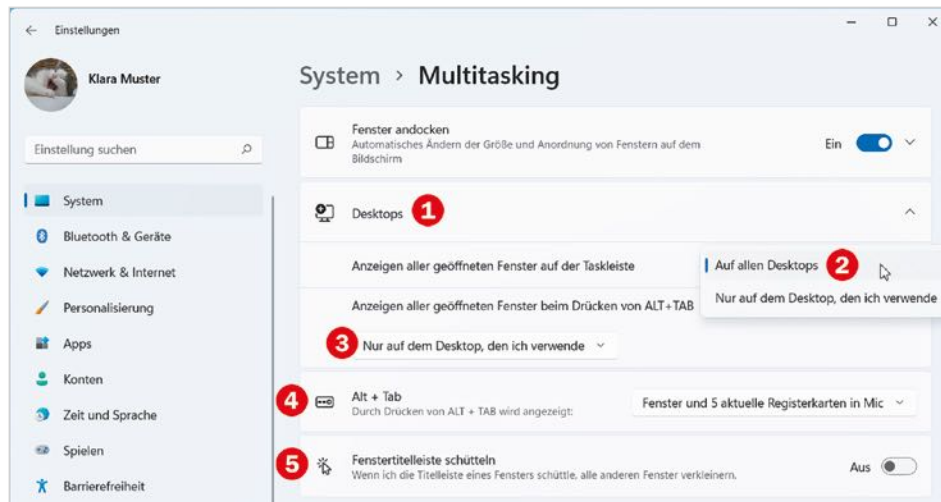 Einstellungen
Klara Muster
Einstellung suchen
System
Bluetooth & Geräte
Netzwerk & Internet
Personalisierung
Apps
Konten
Zeit und Sprache
Spielen
Barrierefreiheit
System > Multitasking
Fenster andocken
Automatisches Ändern der Größe und Anordnung von Fenstern auf dem
Bildschirm
Ein
Desktops 1
Anzeigen aller geöffneten Fenster auf der Taskleiste
Auf allen Desktops 2
Nur auf dem Desktop, den ich verwende
Anzeigen aller geöffneten Fenster beim Drücken von ALT+TAB
3 Nur auf dem Desktop, den ich verwende
4 Alt + Tab
Durch Drücken von ALT + TAB wird angezeigt:
Fenster und 5 aktuelle Registerkarten in Mic
5 Fenstertitelleiste schütteln
Wenn ich die Titelleiste eines Fensters schüttle, alle anderen Fenster verkleinern.
Aus